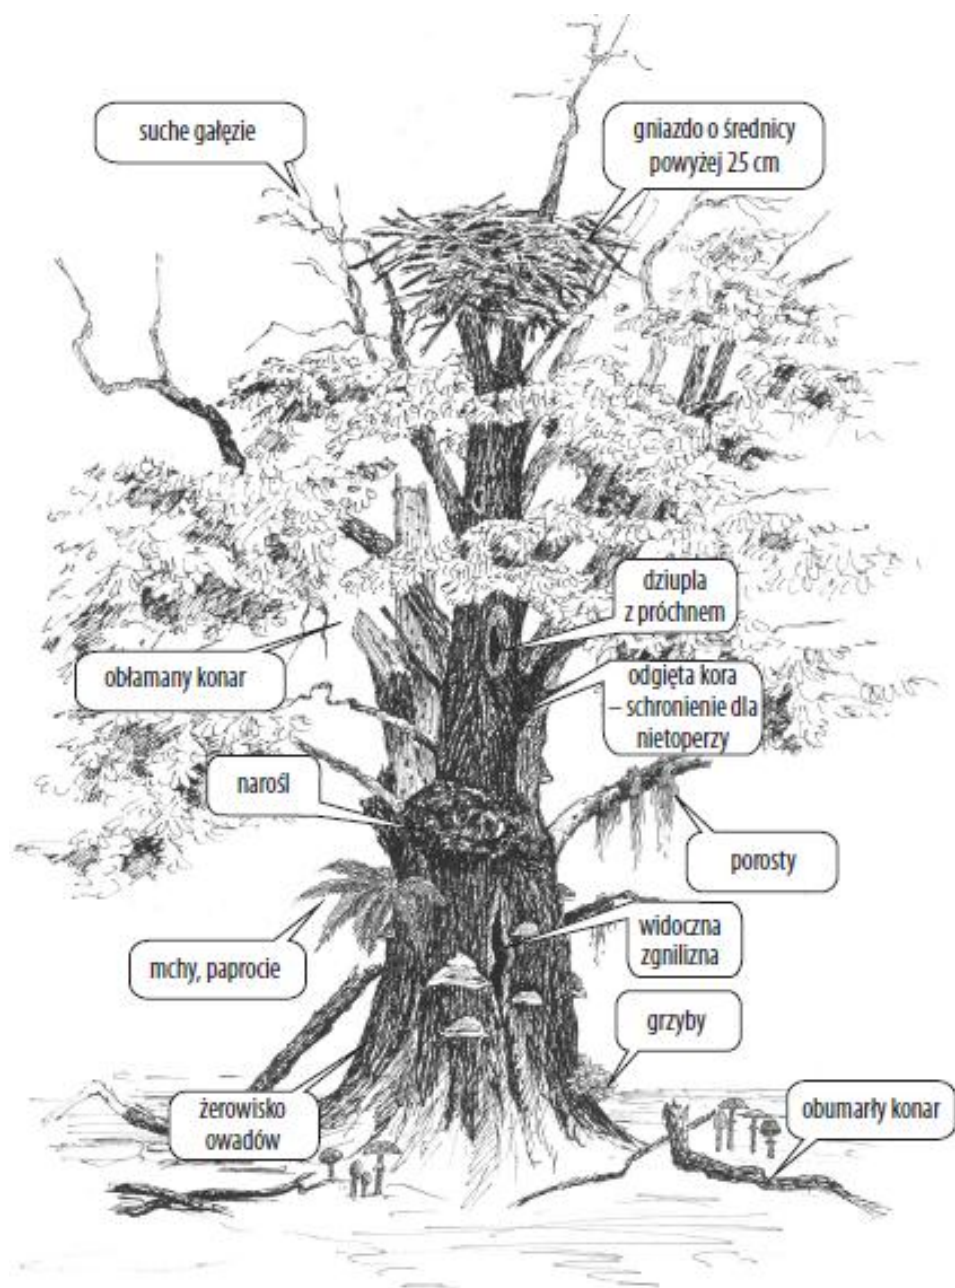 suche gałęzie
gniazdo o średnicy
powyżej 25 cm
dziupla
z próchnem
obłamany konar
odgięta kora
– schronienie dla
nietoperzy
narośl
porosty
widoczna
zgnilizna
mchy, paprocie
grzyby
żerowisko
owadów
obumarły konar